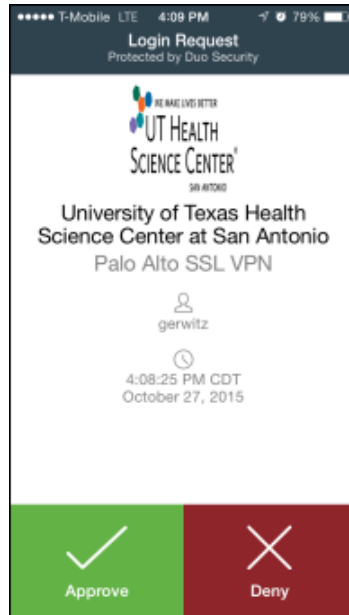 T-Mobile LTE 4:09 PM 79%
Login Request
Protected by Duo Security
WE MAKE LIVES BETTER
UT HEALTH
SCIENCE CENTER®
SAN ANTONIO
University of Texas Health
Science Center at San Antonio
Palo Alto SSL VPN
gerwitz
4:08:25 PM CDT
October 27, 2015
Approve Deny